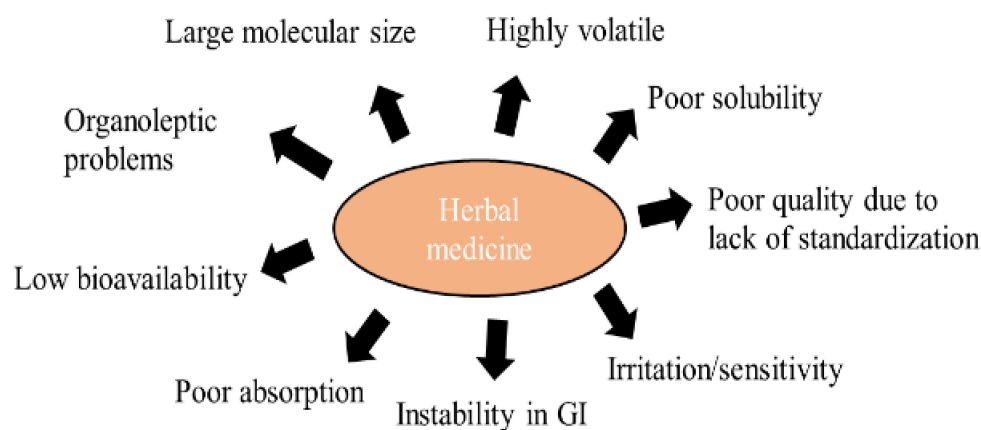 Large molecular size
Highly volatile
Poor solubility
Organoleptic
problems
Herbal
medicine
Poor quality due to
lack of standardization
Low bioavailability
Irritation/sensitivity
Poor absorption
Instability in GI